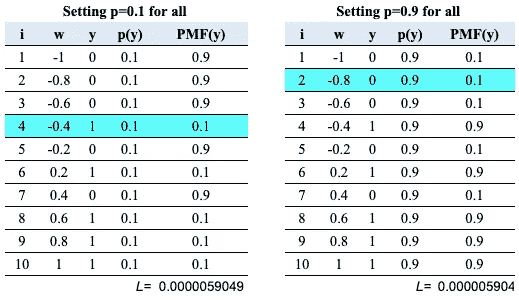 Setting p=0.1 for all
i w y p(y) PMF(y)
1 -1 0 0.1 0.9
2 -0.8 0 0.1 0.9
3 -0.6 0 0.1 0.9
4 -0.4 1 0.1 0.1
5 -0.2 0 0.1 0.9
6 0.2 1 0.1 0.1
7 0.4 0 0.1 0.9
8 0.6 1 0.1 0.1
9 0.8 1 0.1 0.1
10 1 1 0.1 0.1
L= 0.0000059049
Setting p=0.9 for all
i w y p(y) PMF(y)
1 -1 0 0.9 0.1
2 -0.8 0 0.9 0.1
3 -0.6 0 0.9 0.1
4 -0.4 1 0.9 0.9
5 -0.2 0 0.9 0.1
6 0.2 1 0.9 0.9
7 0.4 0 0.9 0.1
8 0.6 1 0.9 0.9
9 0.8 1 0.9 0.9
10 1 1 0.9 0.9
L= 0.000005904